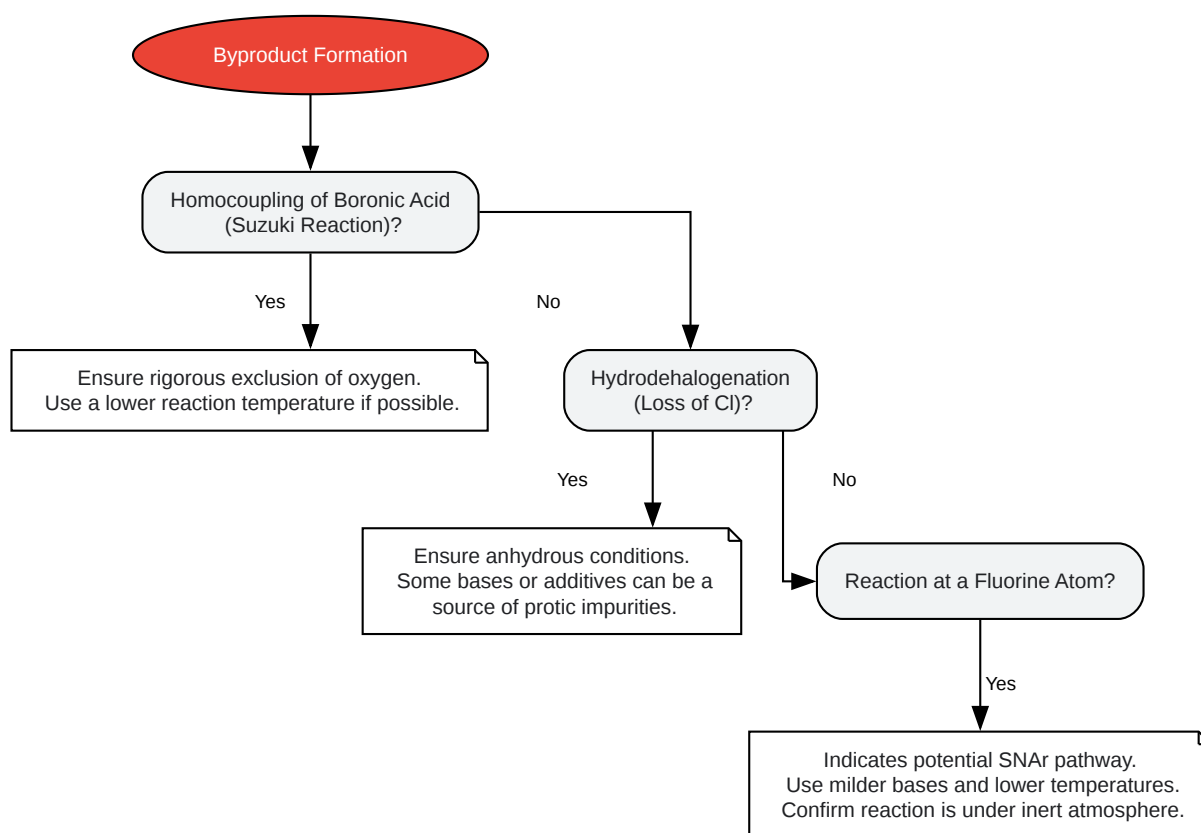 Byproduct Formation
Homocoupling of Boronic Acid
(Suzuki Reaction)?
Yes
No
Ensure rigorous exclusion of oxygen.
Use a lower reaction temperature if possible.
Hydrodehalogenation
(Loss of Cl)?
Yes
No
Ensure anhydrous conditions.
Some bases or additives can be a
source of protic impurities.
Reaction at a Fluorine Atom?
Yes
Indicates potential SNAr pathway.
Use milder bases and lower temperatures.
Confirm reaction is under inert atmosphere.